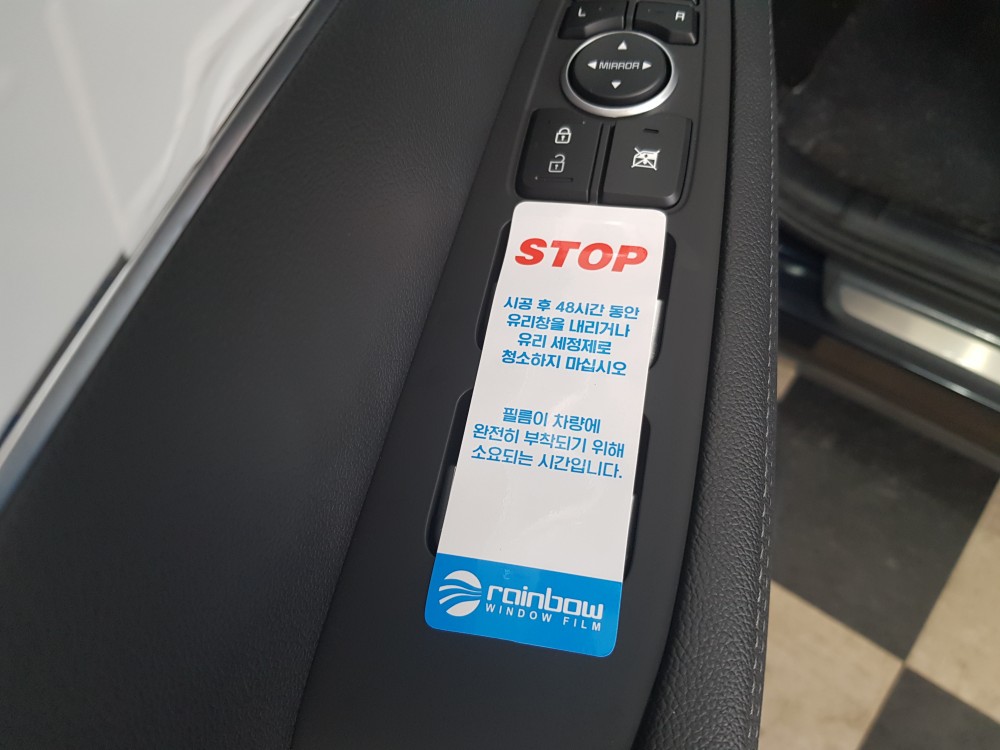 L R
MIRROR
STOP
시공 후 48시간 동안
유리창을 내리거나
유리 세정제로
청소하지 마십시오
필름이 차량에
완전히 부착되기 위해
소요되는 시간입니다.
rainbow
WINDOW FILM